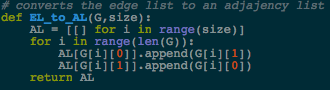 # converts the edge list to an adjajency list
def EL_to_AL(G,size):
    AL = [[] for i in range(size)]
    for i in range(len(G)):
        AL[G[i][0]].append(G[i][1])
        AL[G[i][1]].append(G[i][0])
    return AL